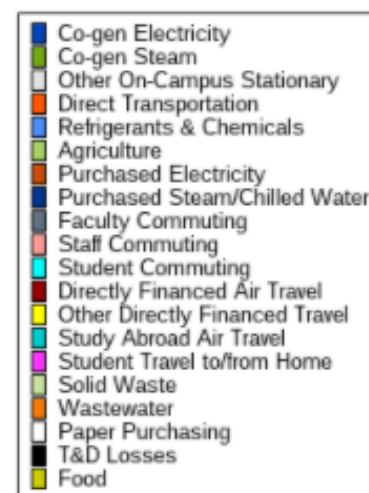 Co-gen Electricity
Co-gen Steam
Other On-Campus Stationary
Direct Transportation
Refrigerants & Chemicals
Agriculture
Purchased Electricity
Purchased Steam/Chilled Water
Faculty Commuting
Staff Commuting
Student Commuting
Directly Financed Air Travel
Other Directly Financed Travel
Study Abroad Air Travel
Student Travel to/from Home
Solid Waste
Wastewater
Paper Purchasing
T&D Losses
Food